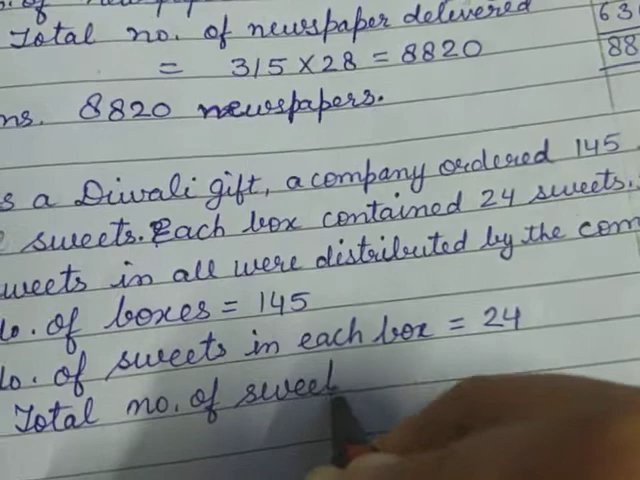 Total no. of newspaper delivered
= 315 × 28 = 8820
88
ns. 8820 newspapers.
s a Diwali gift, a company ordered 145
sweets. Each box contained 24 sweets.
weets in all were distributed by the com
o. of boxes = 145
o. of sweets in each box = 24
Total no. of sweet